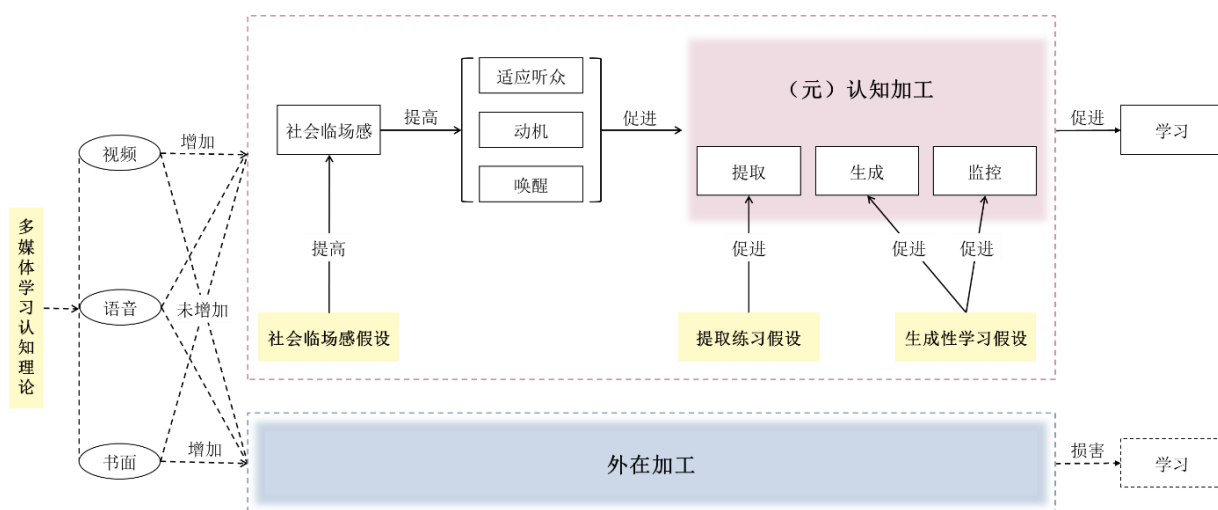 多媒体学习认知理论
视频
语音
书面
增加
未增加
增加
社会临场感
提高
适应听众
动机
唤醒
促进
（元）认知加工
提取
生成
监控
提高
促进
促进
促进
社会临场感假设
提取练习假设
生成性学习假设
促进
学习
外在加工
损害
学习